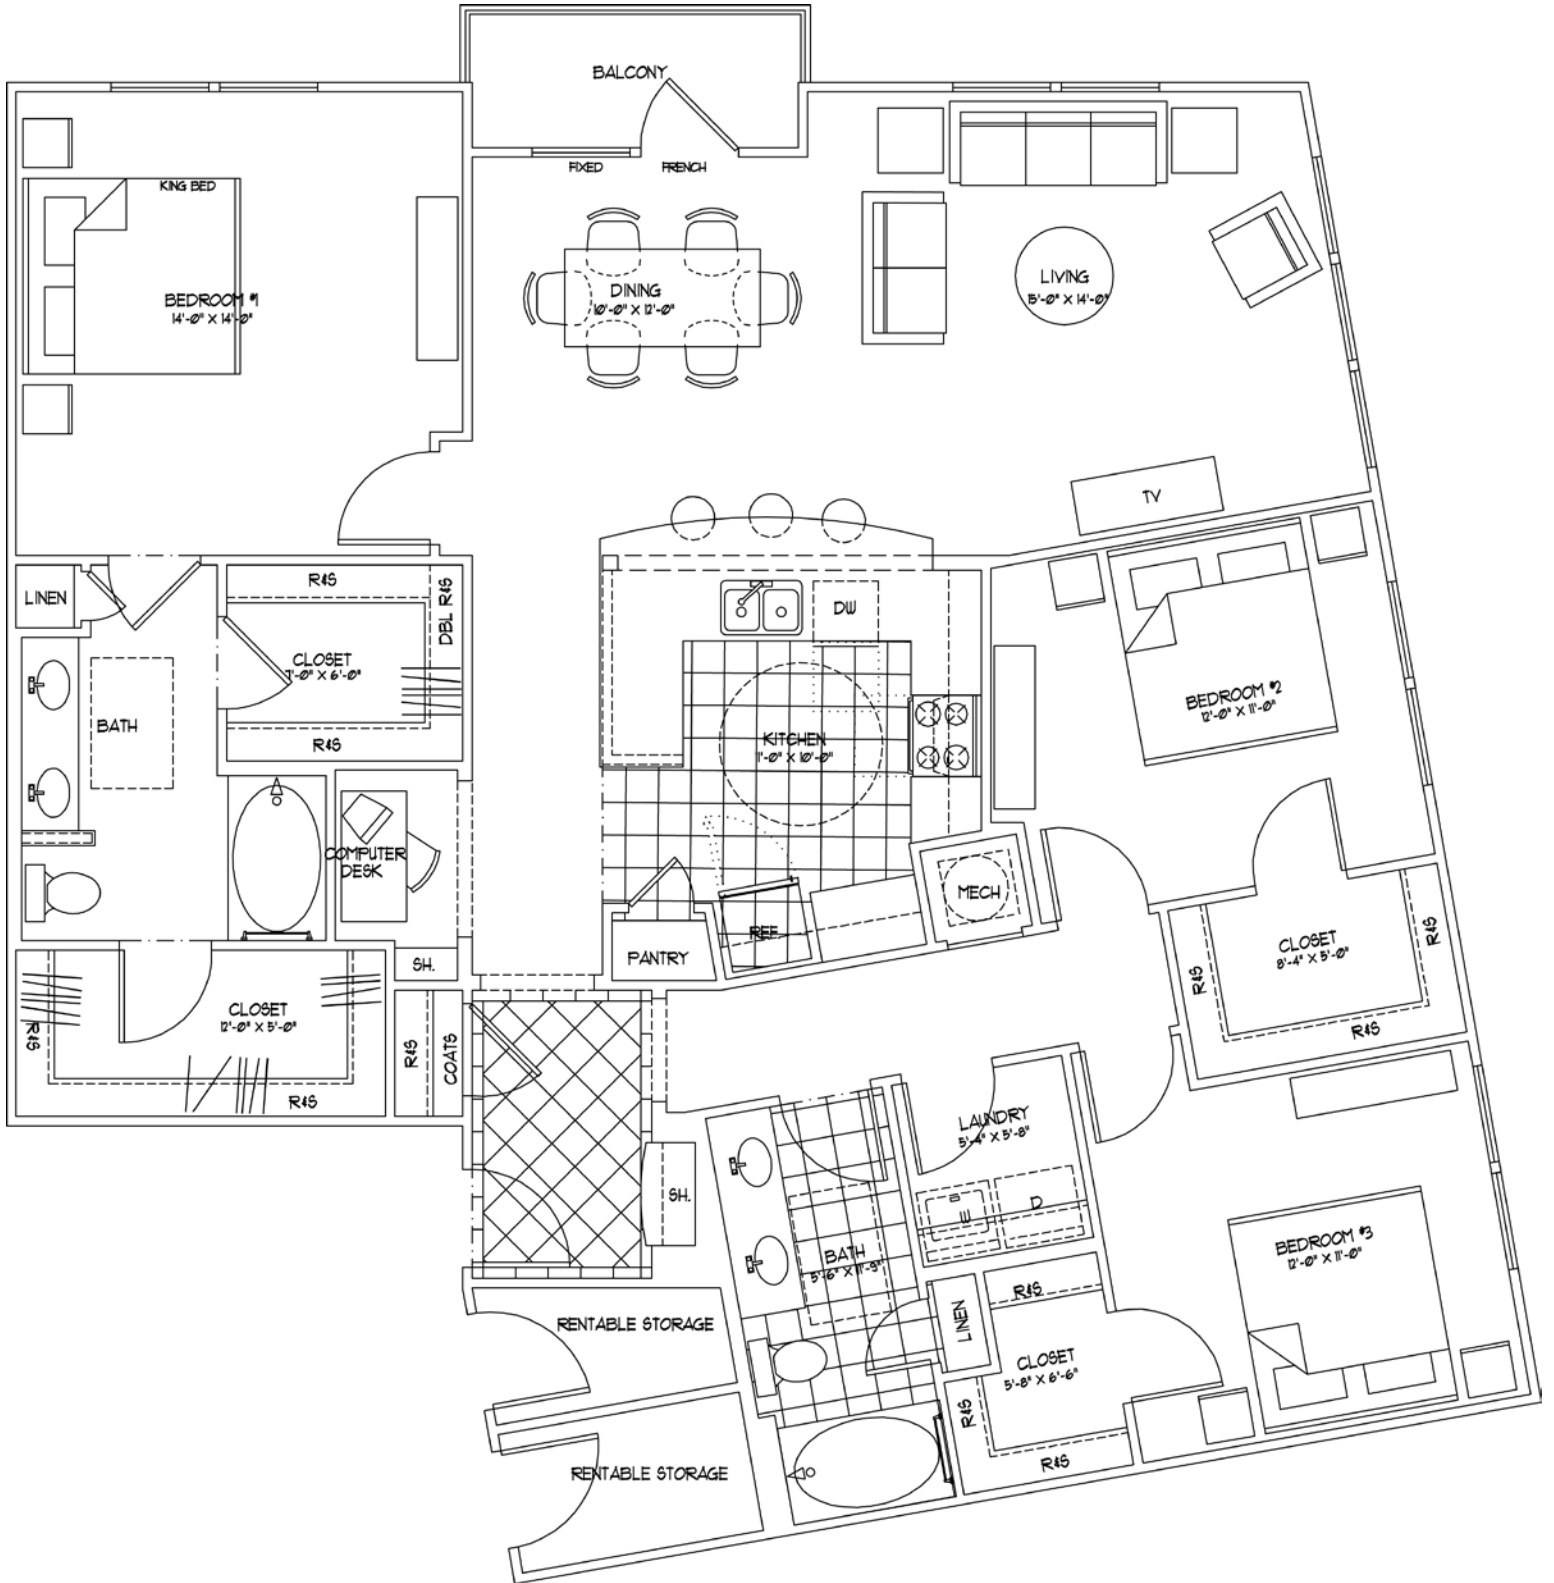 BALCONY
FIXED
FRENCH
KING BED
BEDROOM #1
14'-0" X 14'-0"
DINING
10'-0" X 12'-0"
LIVING
15'-0" X 14'-0"
TV
LINEN
R&S
DBL R&S
CLOSET
7'-0" X 6'-0"
R&S
BATH
DW
KITCHEN
11'-0" X 10'-0"
BEDROOM #2
12'-0" X 11'-0"
COMPUTER
DESK
MECH
REF
PANTRY
SH.
CLOSET
8'-4" X 5'-0"
R&S
R&S
R&S
CLOSET
12'-0" X 5'-0"
R&S
R&S
R&S
COATS
LAUNDRY
5'-4" X 5'-8"
W
D
SH.
BATH
5'-6" X 11'-9"
BEDROOM #3
12'-0" X 11'-0"
LINEN
R&S
CLOSET
5'-8" X 6'-6"
R&S
R&S
RENTABLE STORAGE
RENTABLE STORAGE